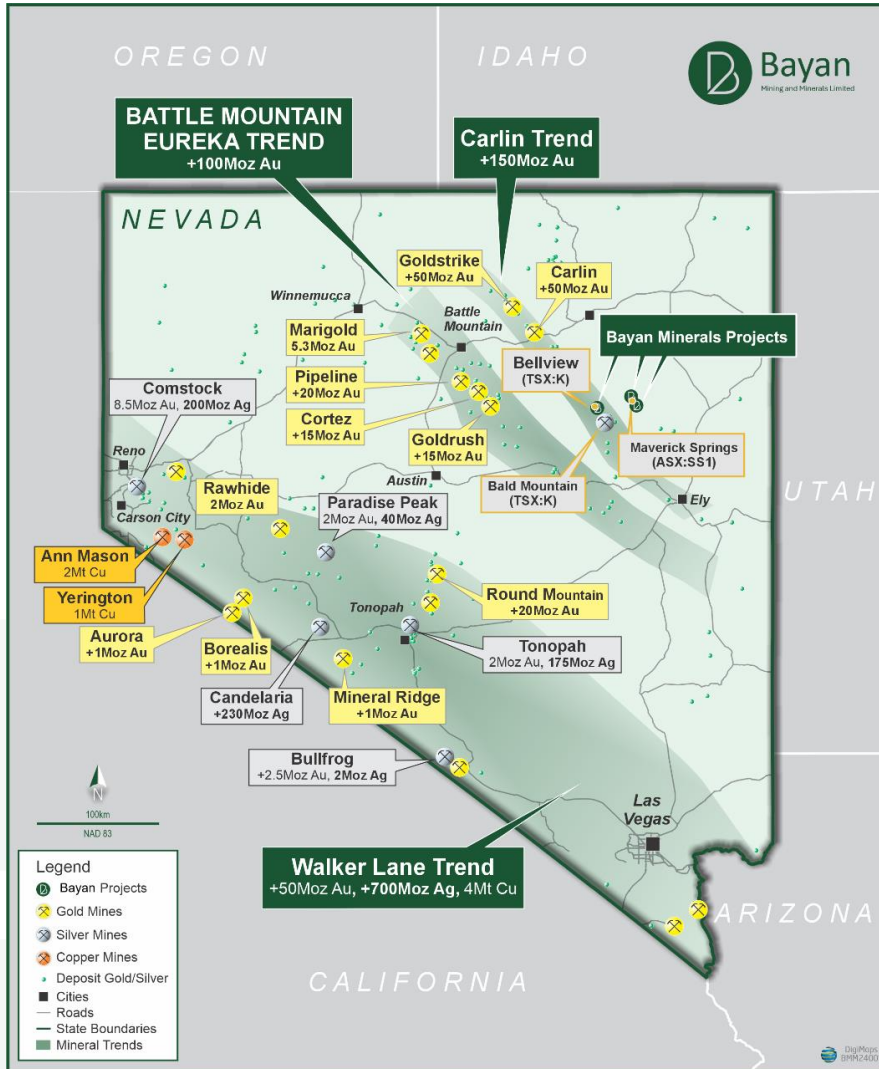 OREGON
IDAHO
Bayan
Mining and Minerals Limited
BATTLE MOUNTAIN
EUREKA TREND
+100Moz Au
Carlin Trend
+150Moz Au
NEVADA
Goldstrike
+50Moz Au
Carlin
+50Moz Au
Winnemucca
Battle
Mountain
Marigold
5.3Moz Au
Bayan Minerals Projects
Bellview
(TSX:K)
Pipeline
+20Moz Au
Comstock
8.5Moz Au, 200Moz Ag
Cortez
+15Moz Au
Goldrush
+15Moz Au
Maverick Springs
(ASX:SS1)
Reno
Austin
Bald Mountain
(TSX:K)
Ely
UTAH
Rawhide
2Moz Au
Paradise Peak
2Moz Au, 40Moz Ag
Carson City
Ann Mason
2Mt Cu
Yerington
1Mt Cu
Round Mountain
+20Moz Au
Tonopah
Aurora
+1Moz Au
Borealis
+1Moz Au
Tonopah
2Moz Au, 175Moz Ag
Candelaria
+230Moz Ag
Mineral Ridge
+1Moz Au
Bullfrog
+2.5Moz Au, 2Moz Ag
N
100km
NAD 83
Las
Vegas
Walker Lane Trend
+50Moz Au, +700Moz Ag, 4Mt Cu
Legend
Bayan Projects
Gold Mines
Silver Mines
Copper Mines
Deposit Gold/Silver
Cities
Roads
State Boundaries
Mineral Trends
ARIZONA
CALIFORNIA
DigiMaps
BMM2400